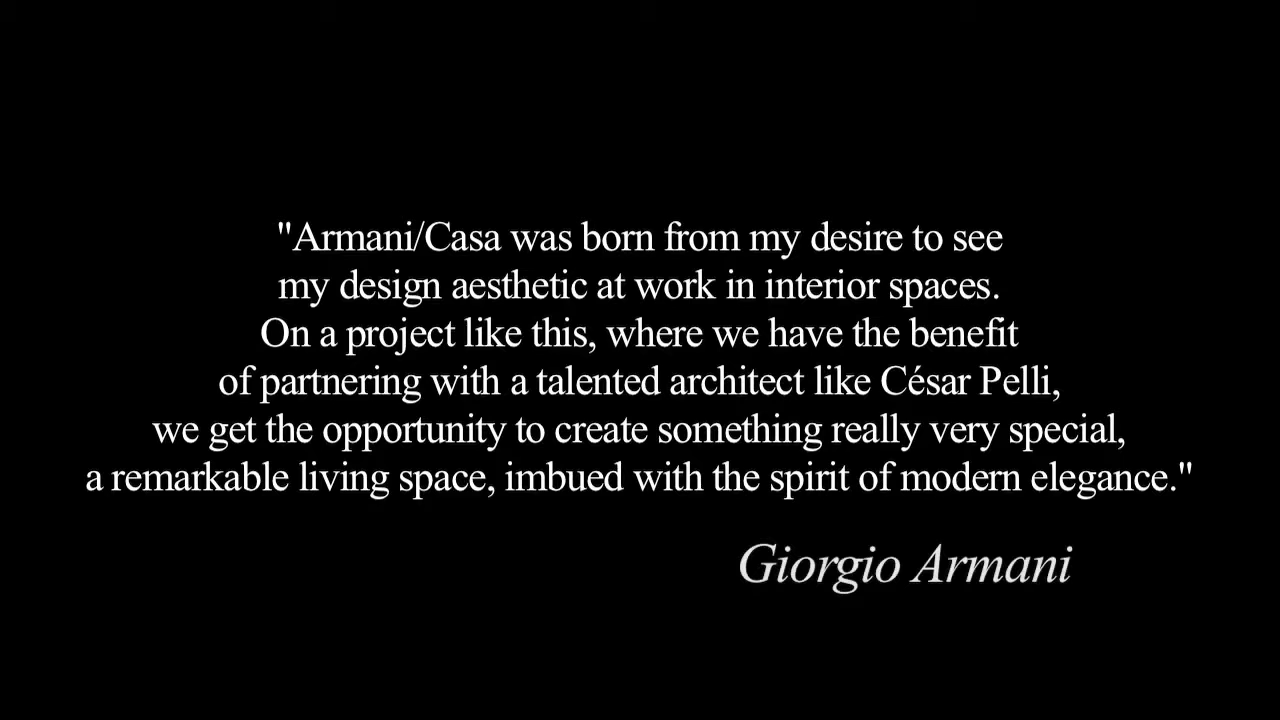 "Armani/Casa was born from my desire to see
my design aesthetic at work in interior spaces.
On a project like this, where we have the benefit
of partnering with a talented architect like César Pelli,
we get the opportunity to create something really very special,
a remarkable living space, imbued with the spirit of modern elegance."
Giorgio Armani